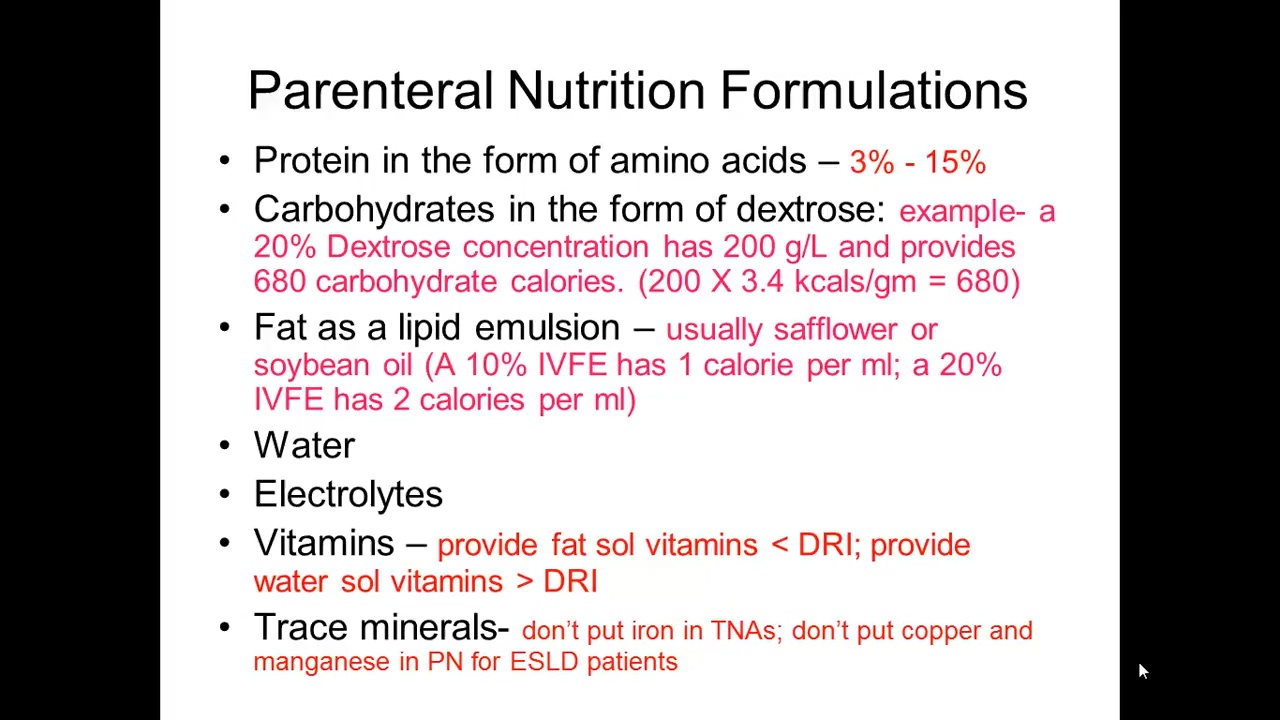 Parenteral Nutrition Formulations
• Protein in the form of amino acids – 3% - 15%
• Carbohydrates in the form of dextrose: example- a
20% Dextrose concentration has 200 g/L and provides
680 carbohydrate calories. (200 X 3.4 kcals/gm = 680)
• Fat as a lipid emulsion – usually safflower or
soybean oil (A 10% IVFE has 1 calorie per ml; a 20%
IVFE has 2 calories per ml)
• Water
• Electrolytes
• Vitamins – provide fat sol vitamins < DRI; provide
water sol vitamins > DRI
• Trace minerals- don’t put iron in TNAs; don’t put copper and
manganese in PN for ESLD patients